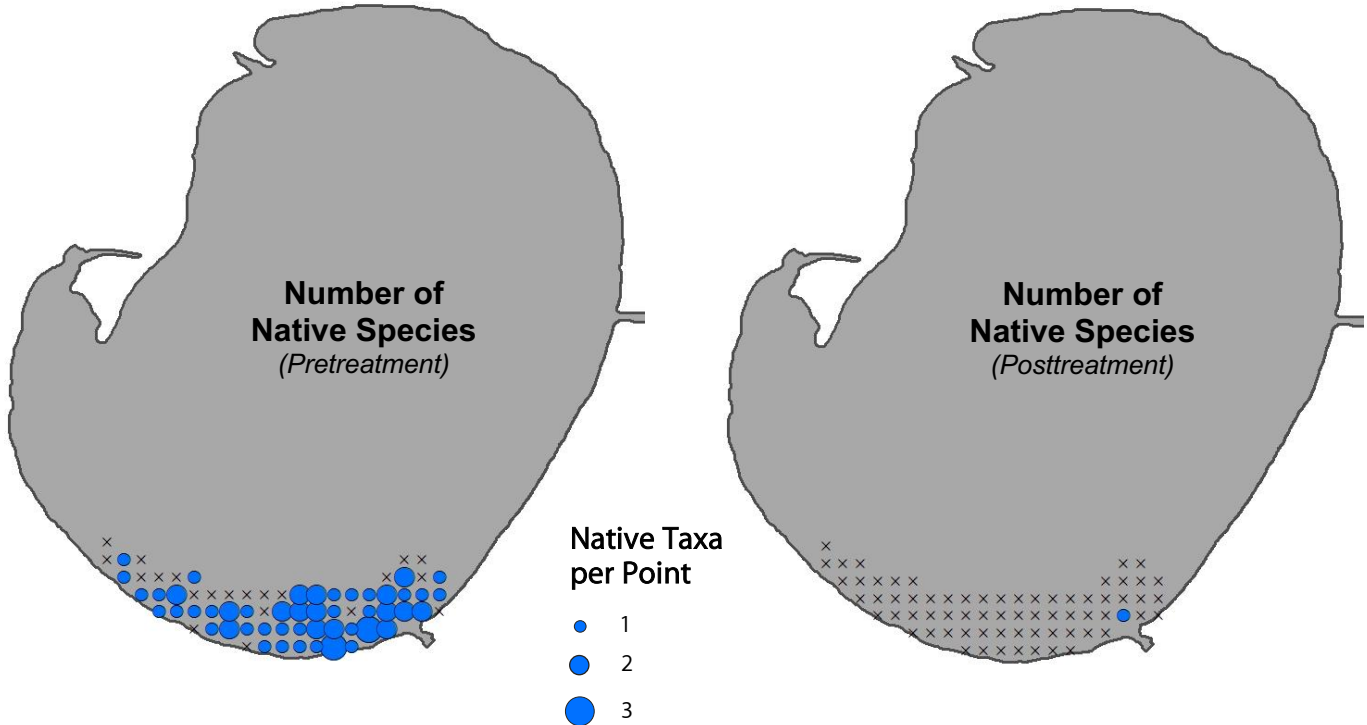 Number of
Native Species
(Pretreatment)
Number of
Native Species
(Posttreatment)
Native Taxa
per Point
1
2
3